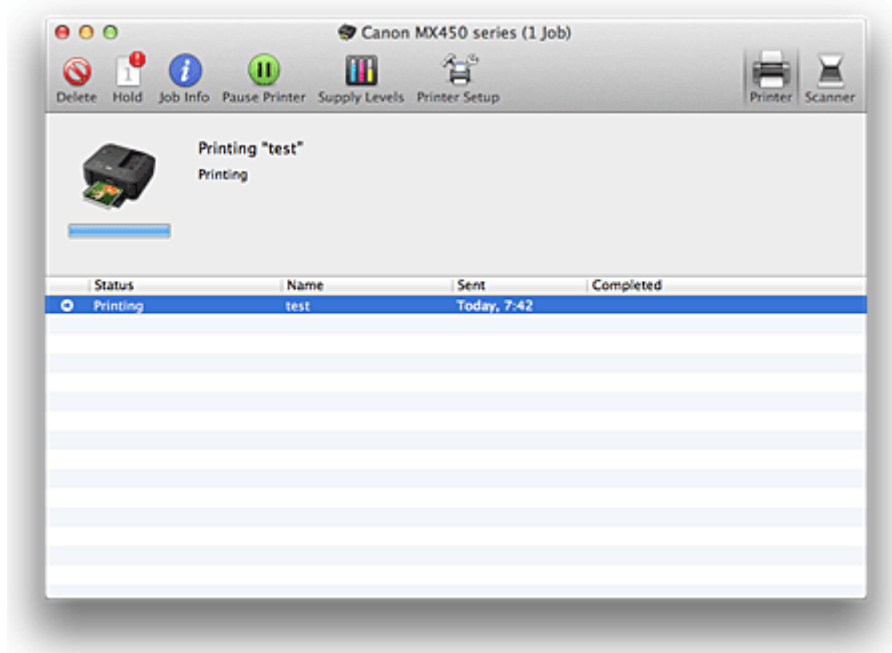 Canon MX450 series (1 Job)
1
Delete Hold Job Info Pause Printer Supply Levels Printer Setup Printer Scanner
Printing "test"
Printing
Status Name Sent Completed
Printing test Today, 7:42